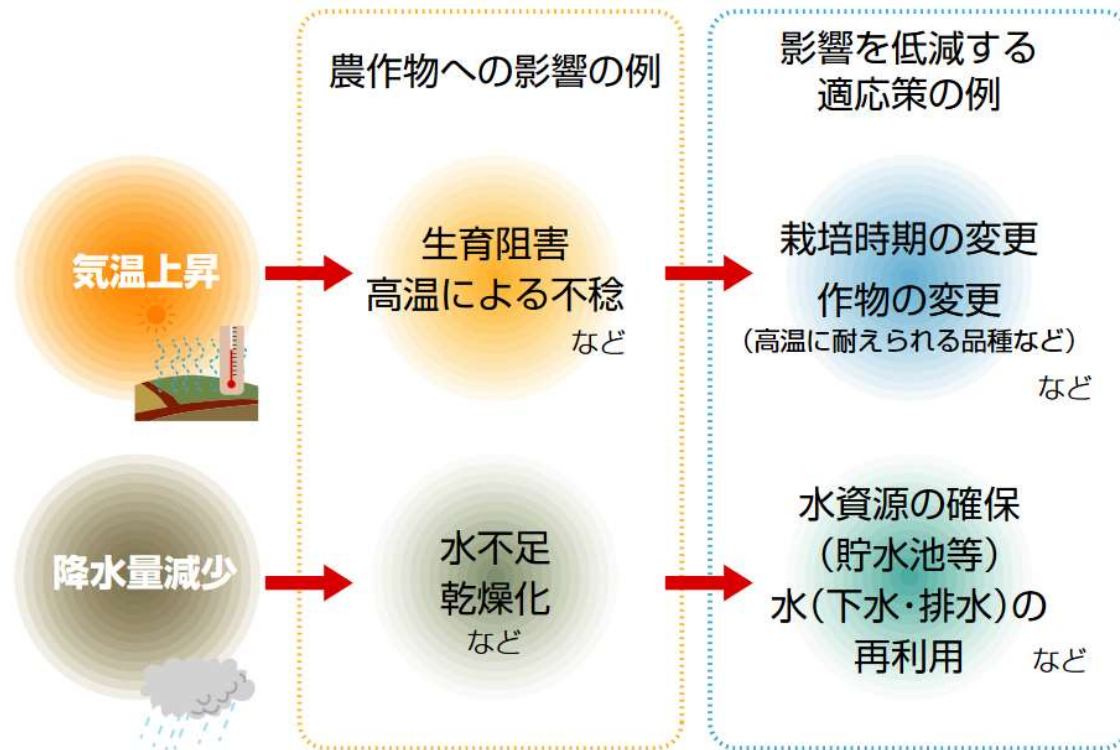 農作物への影響の例
影響を低減する
適応策の例
気温上昇
生育阻害
高温による不稔
など
栽培時期の変更
作物の変更
（高温に耐えられる品種など）
など
降水量減少
水不足
乾燥化
など
水資源の確保
（貯水池等）
水（下水・排水）の
再利用
など